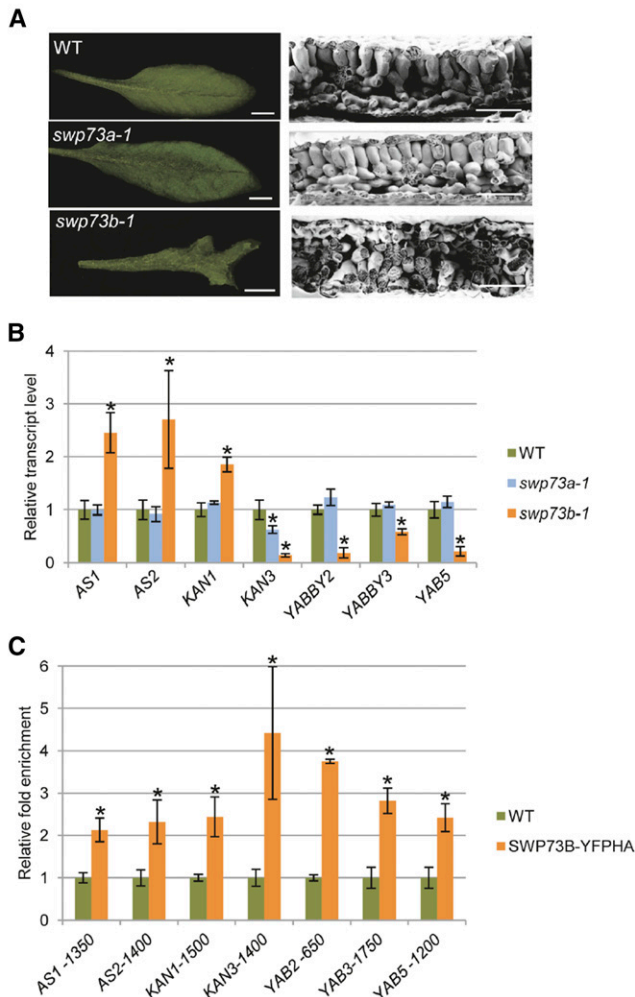 A
WT
swp73a-1
swp73b-1
B
Relative transcript level
4
3
2
1
0
*
*
*
*
*
*
*
*
AS1
AS2
KAN1
KAN3
YABBY2
YABBY3
YAB5
WT
swp73a-1
swp73b-1
C
Relative fold enrichment
6
5
4
3
2
1
0
*
*
*
*
*
*
*
AS1 -1350
AS2-1400
KAN1-1500
KAN3-1400
YAB2 -650
YAB3-1750
YAB5 -1200
WT
SWP73B-YFPHA